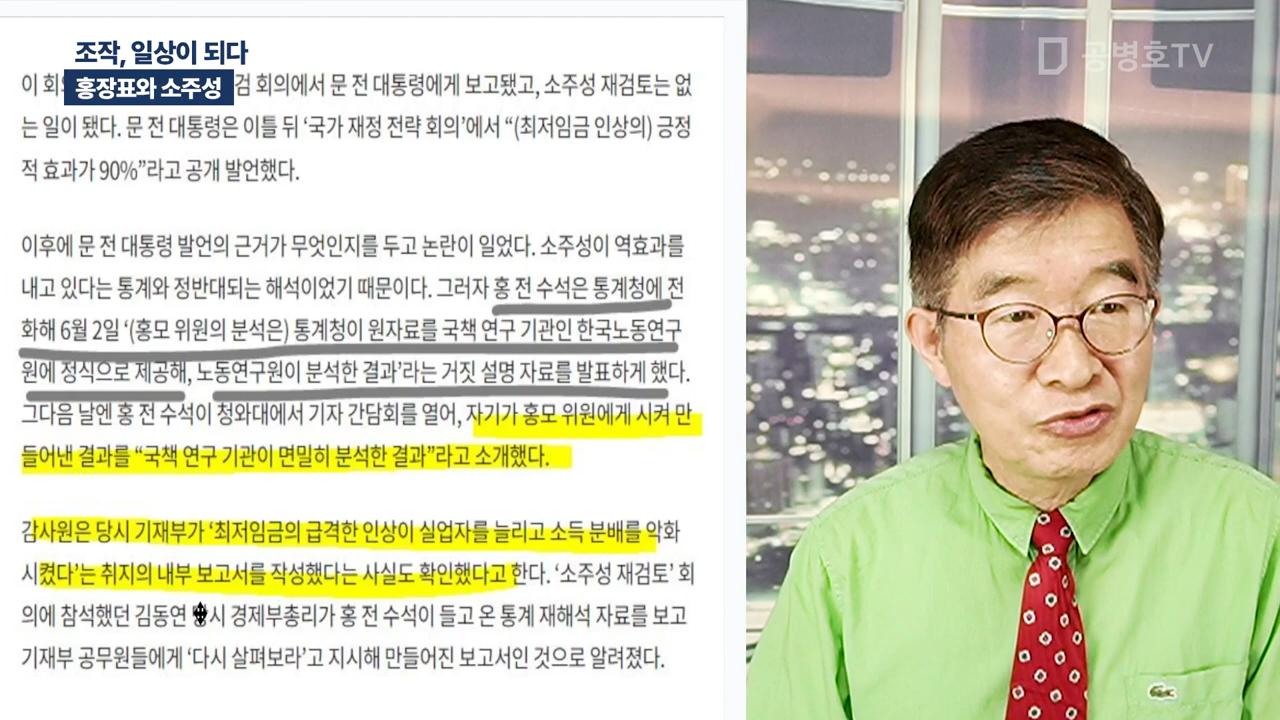 조작, 일상이 되다
홍장표와 소주성
공병호TV
이 회 검 회의에서 문 전 대통령에게 보고됐고, 소주성 재검토는 없
는 일이 됐다. 문 전 대통령은 이틀 뒤 ‘국가 재정 전략 회의’에서 “(최저임금 인상의) 긍정
적 효과가 90%”라고 공개 발언했다.
이후에 문 전 대통령 발언의 근거가 무엇인지를 두고 논란이 일었다. 소주성이 역효과를
내고 있다는 통계와 정반대되는 해석이었기 때문이다. 그러자 홍 전 수석은 통계청에 전
화해 6월 2일 ‘(홍모 위원의 분석은) 통계청이 원자료를 국책 연구 기관인 한국노동연구
원에 정식으로 제공해, 노동연구원이 분석한 결과’라는 거짓 설명 자료를 발표하게 했다.
그다음 날엔 홍 전 수석이 청와대에서 기자 간담회를 열어, 자기가 홍모 위원에게 시켜 만
들어낸 결과를 “국책 연구 기관이 면밀히 분석한 결과”라고 소개했다.
감사원은 당시 기재부가 ‘최저임금의 급격한 인상이 실업자를 늘리고 소득 분배를 악화
시켰다’는 취지의 내부 보고서를 작성했다는 사실도 확인했다고 한다. ‘소주성 재검토’ 회
의에 참석했던 김동연 시 경제부총리가 홍 전 수석이 들고 온 통계 재해석 자료를 보고
기재부 공무원들에게 ‘다시 살펴보라’고 지시해 만들어진 보고서인 것으로 알려졌다.